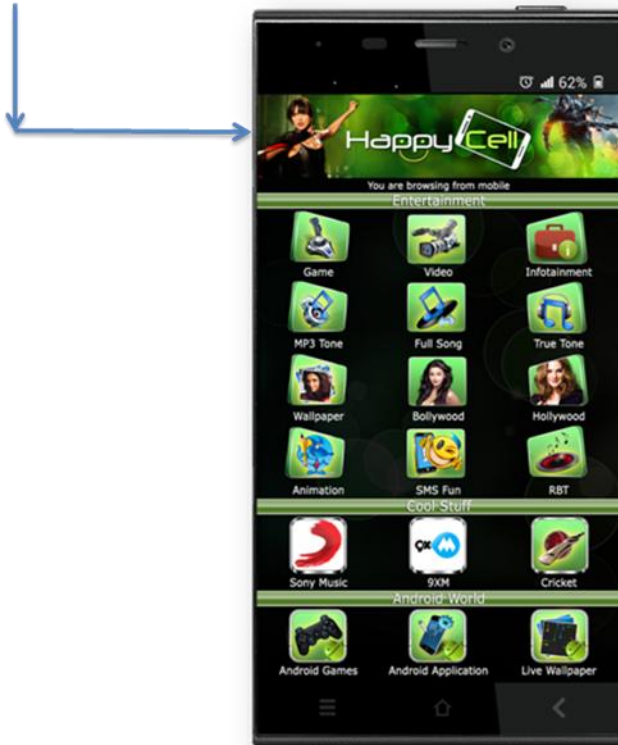 62%
HappyCell
You are browsing from mobile
Entertainment
Game Video Infotainment
MP3 Tone Full Song True Tone
Wallpaper Bollywood Hollywood
Animation SMS Fun RBT
Cool Stuff
9XM
Sony Music 9XM Cricket
Android World
Android Games Android Application Live Wallpaper